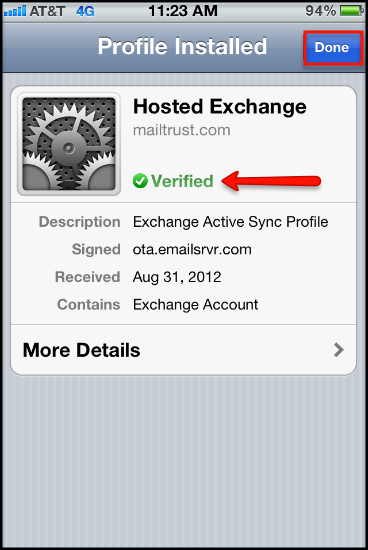 AT&T 4G 11:23 AM 94%
Profile Installed Done
Hosted Exchange
mailtrust.com
Verified
Description Exchange Active Sync Profile
Signed ota.emailsrvr.com
Received Aug 31, 2012
Contains Exchange Account
More Details